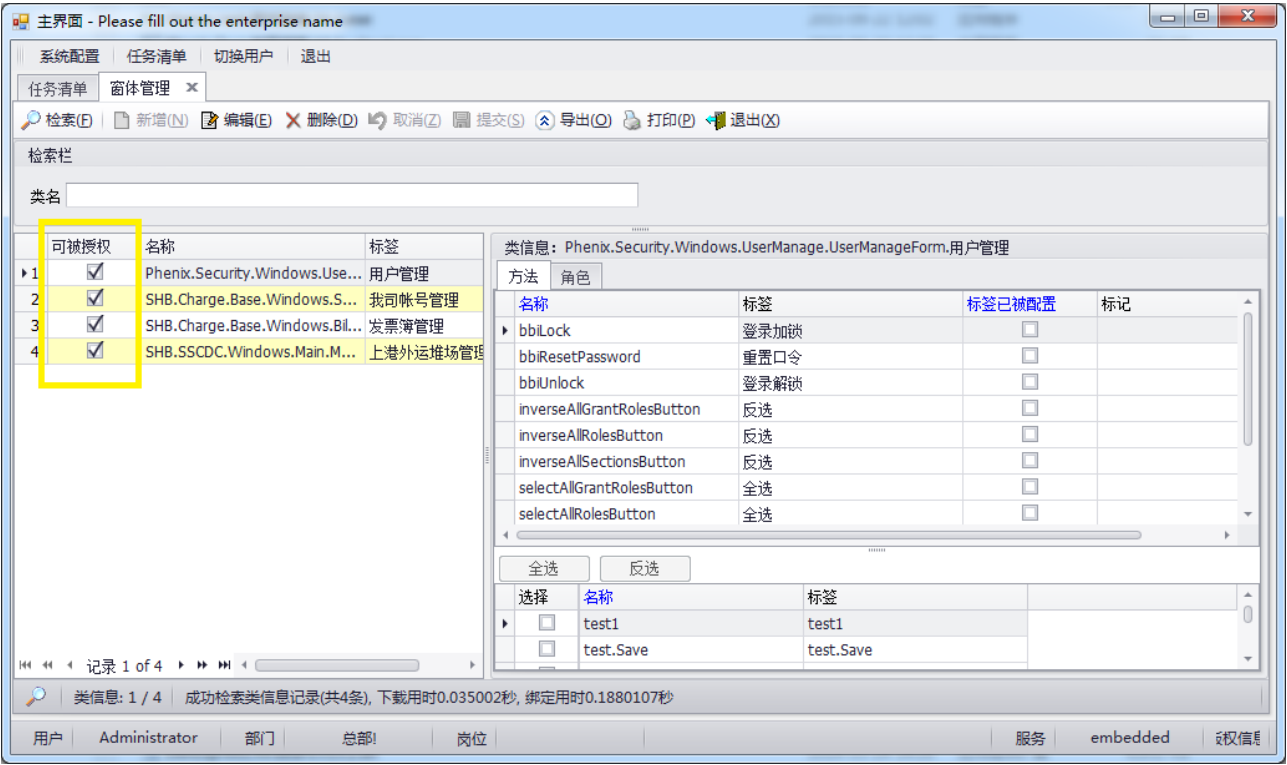 主界面 - Please fill out the enterprise name
系统配置 任务清单 切换用户 退出
任务清单 窗体管理
检索(F) 新增(N) 编辑(E) 删除(D) 取消(Z) 提交(S) 导出(O) 打印(P) 退出(X)
检索栏
类名
可被授权 名称 标签
1 Phenix.Security.Windows.Use... 用户管理
2 SHB.Charge.Base.Windows.S... 我司帐号管理
3 SHB.Charge.Base.Windows.Bil... 发票簿管理
4 SHB.SSCDC.Windows.Main.M... 上港外运堆场管理
记录 1 of 4
类信息: Phenix.Security.Windows.UserManage.UserManageForm.用户管理
方法 角色
名称 标签 标签已被配置 标记
bbiLock 登录加锁
bbiResetPassword 重置口令
bbiUnlock 登录解锁
inverseAllGrantRolesButton 反选
inverseAllRolesButton 反选
inverseAllSectionsButton 反选
selectAllGrantRolesButton 全选
selectAllRolesButton 全选
全选 反选
选择 名称 标签
test1 test1
test.Save test.Save
类信息: 1 / 4 成功检索类信息记录(共4条), 下载用时0.035002秒, 绑定用时0.1880107秒
用户 Administrator 部门 总部! 岗位 服务 embedded 权信息